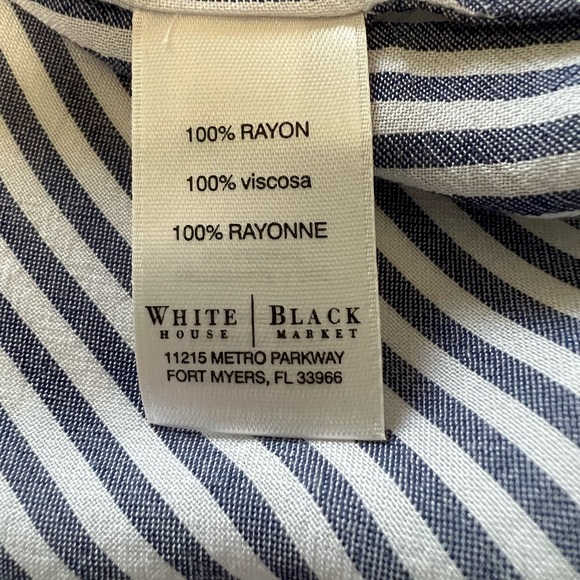 100% RAYON
100% viscosa
100% RAYONNE
WHITE | BLACK
HOUSE MARKET
11215 METRO PARKWAY
FORT MYERS, FL 33966